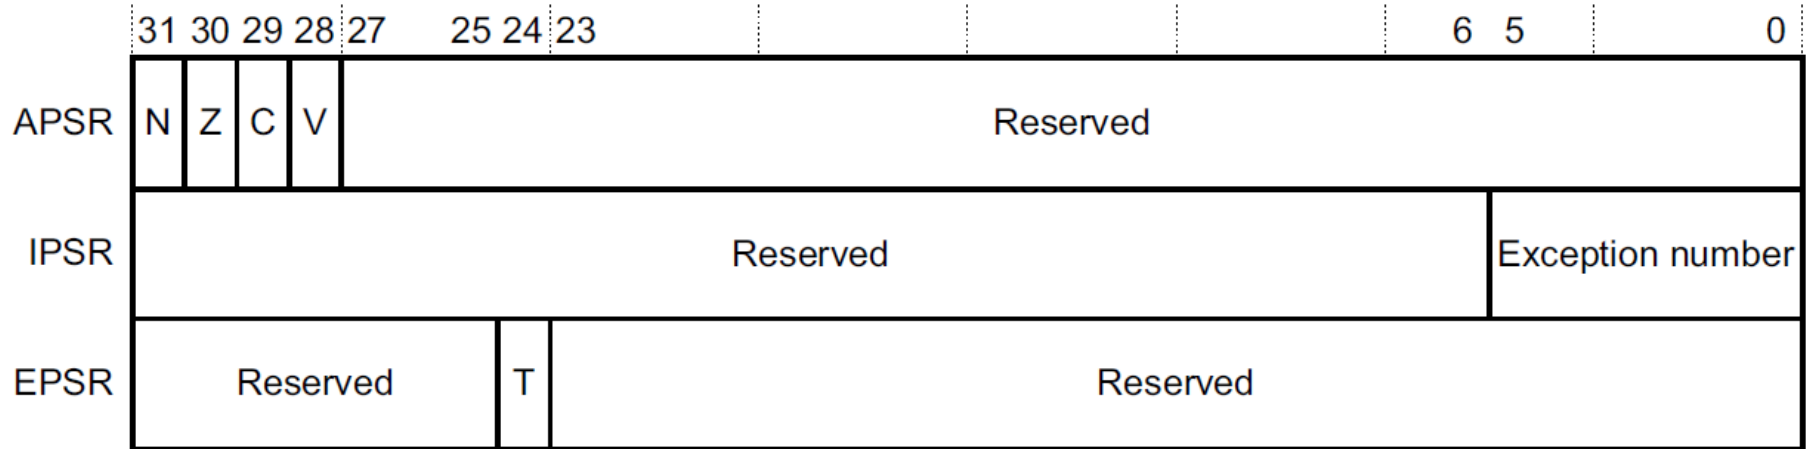 31 30 29 28 27 25 24 23 6 5 0
APSR N Z C V Reserved
IPSR Reserved Exception number
EPSR Reserved T Reserved